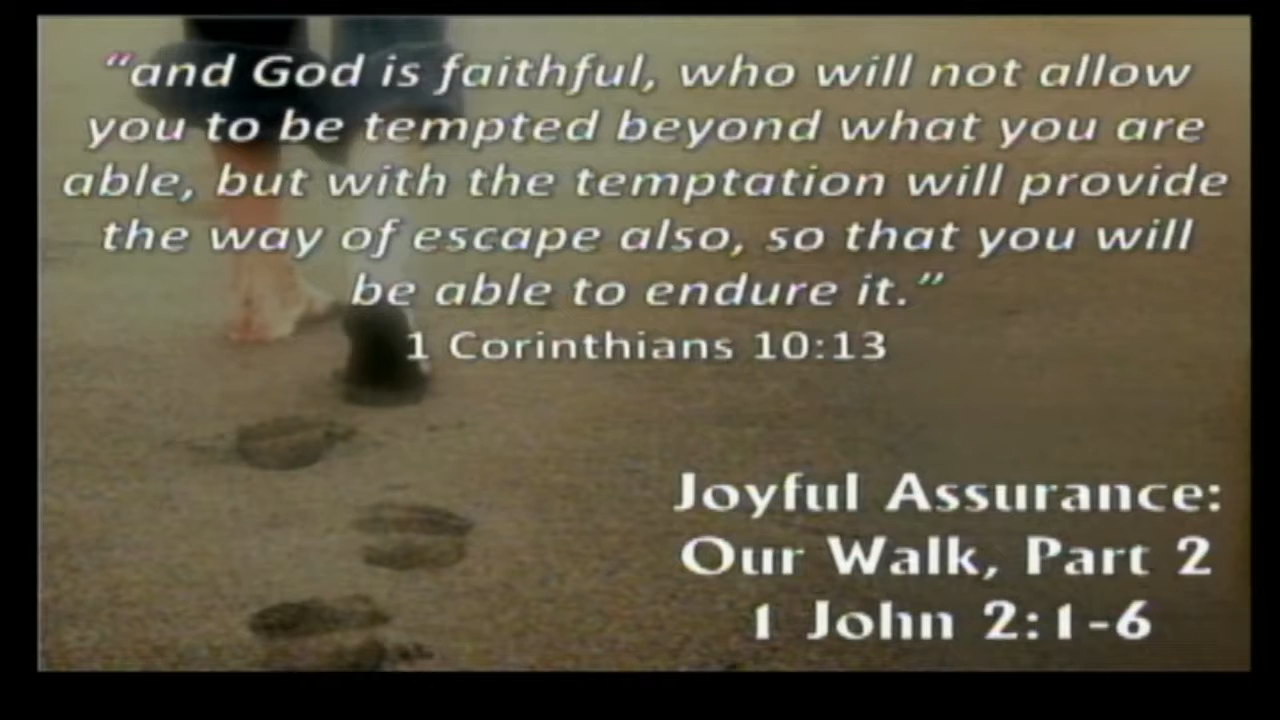 “and God is faithful, who will not allow
you to be tempted beyond what you are
able, but with the temptation will provide
the way of escape also, so that you will
be able to endure it.”
1 Corinthians 10:13
Joyful Assurance:
Our Walk, Part 2
1 John 2:1-6